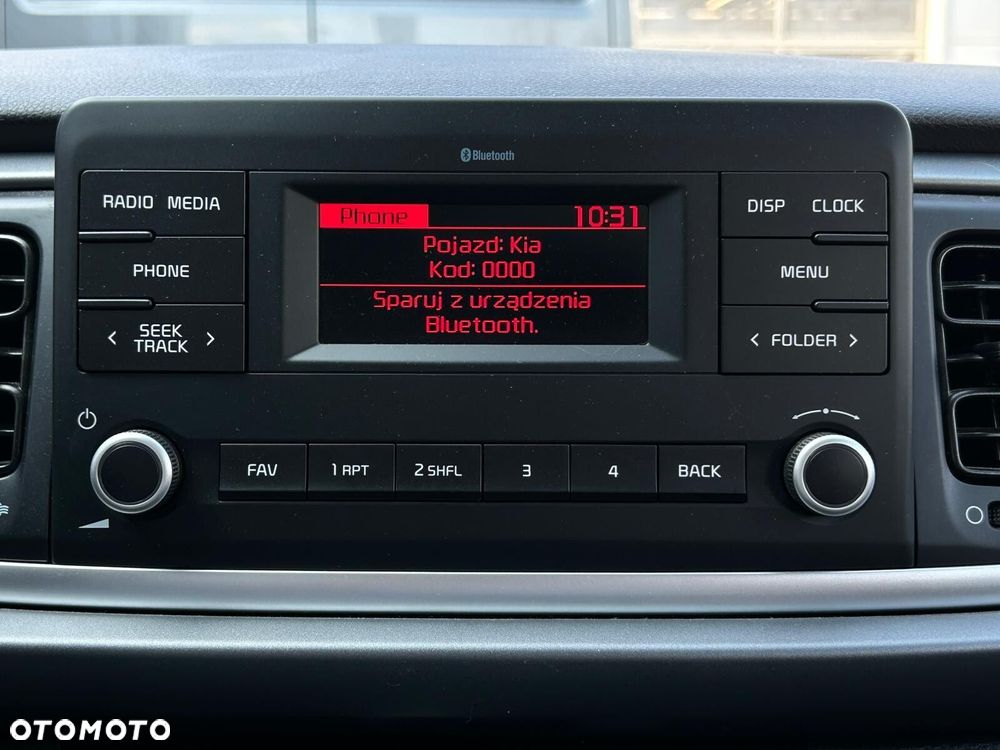 Bluetooth
RADIO MEDIA
PHONE
< SEEK TRACK >
Phone 10:31
Pojazd: Kia
Kod: 0000
Sparuj z urządzenia
Bluetooth.
DISP CLOCK
MENU
< FOLDER >
FAV 1 RPT 2 SHFL 3 4 BACK
OTOMOTO